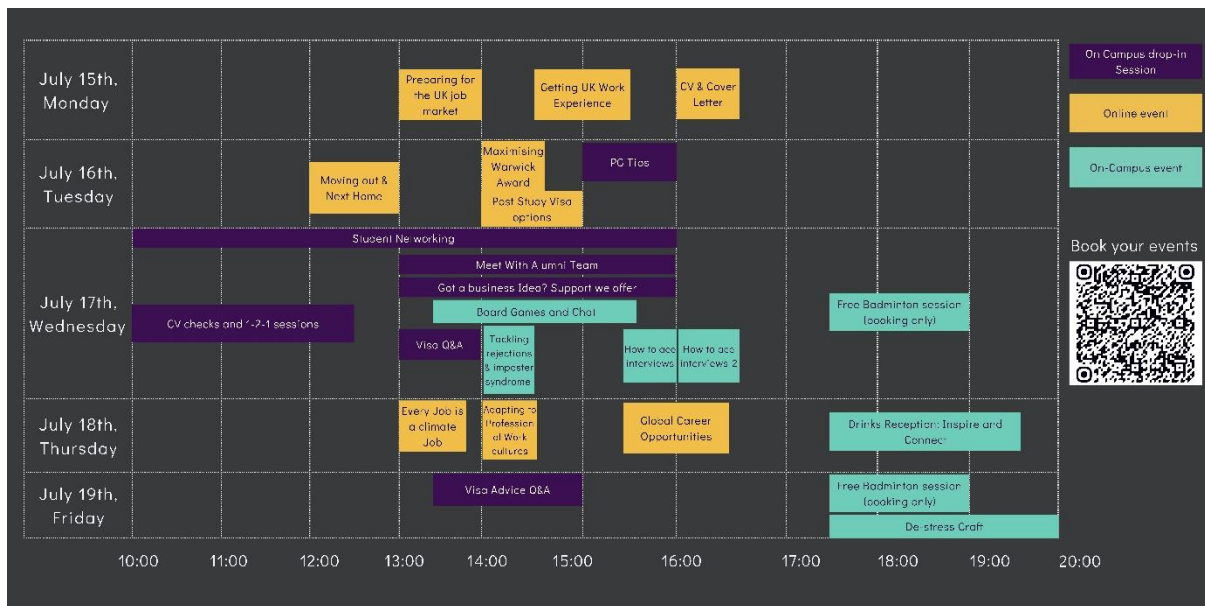 July 15th,
Monday
Preparing for
the UK job
market
Getting UK Work
Experience
CV & Cover
Letter
On Campus drop-in
Session
Online event
On-Campus event
July 16th,
Tuesday
Moving out &
Next Home
Maximising
Warwick
Award
Post Study Visa
options
PG Tips
Book your events
July 17th,
Wednesday
Student Ne working
Meet With A umni Team
Got a business Idea? Support we offer
Board Games and Chat
CV checks and 1-2-1 sessions
Visa Q&A
Tackling
rejections
& imposter
syndrome
How to ace
interviews
How to ace
interviews 2
Free Badminton session
(booking only)
July 18th,
Thursday
Every Job is
a climate
Job
Adapting to
Profession
al Work
cultures
Global Career
Opportunities
Drinks Reception: Inspire and
Connect
July 19th,
Friday
Visa Advice Q&A
Free Badminton session
(booking only)
De-stress Craft
10:00
11:00
12:00
13:00
14:00
15:00
16:00
17:00
18:00
19:00
20:00